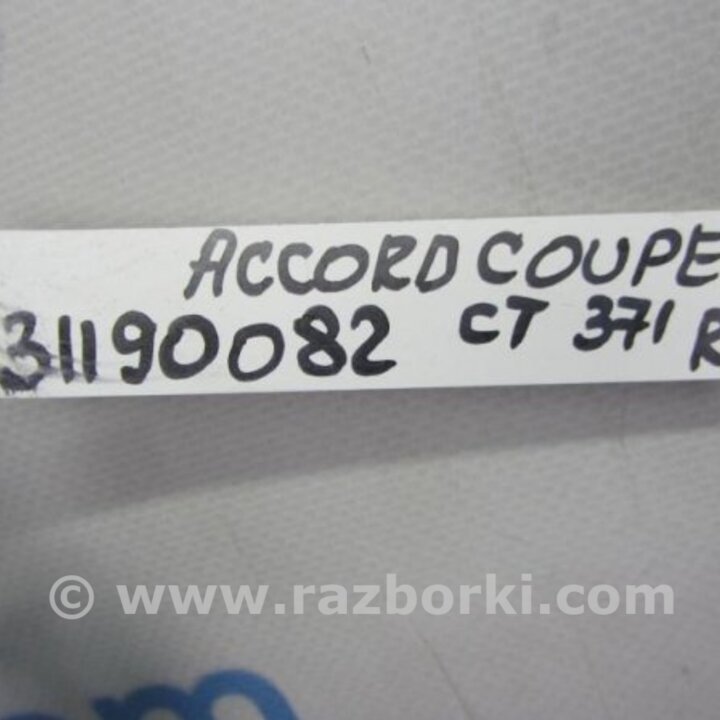 ACCORD COUPE
31190082 CT 371 R
© www.razborki.com